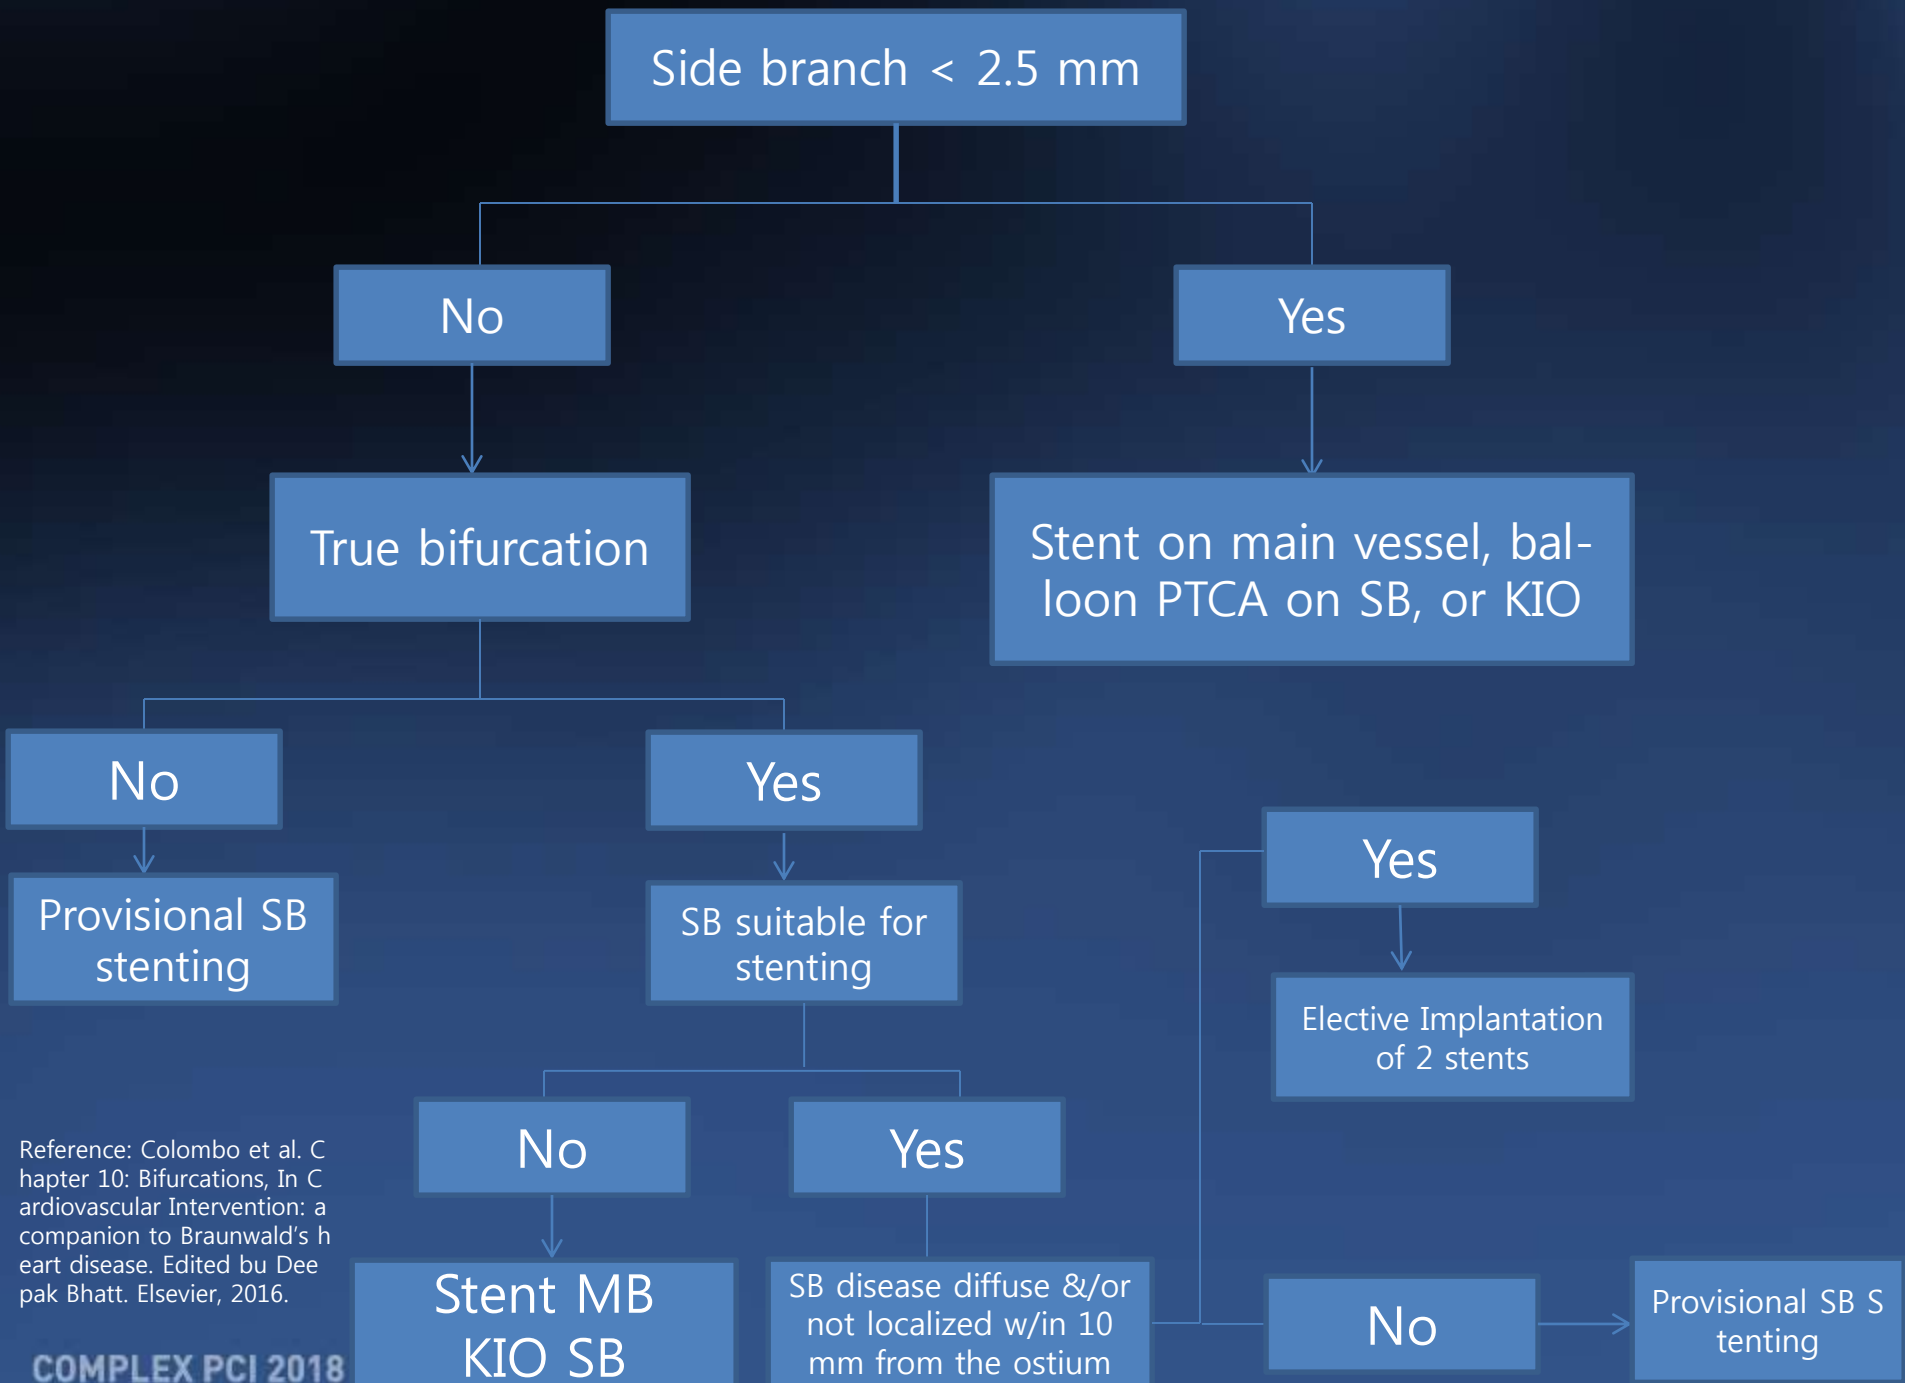 Side branch < 2.5 mm
No
Yes
True bifurcation
Stent on main vessel, bal-
loon PTCA on SB, or KIO
No
Yes
Yes
Provisional SB
stenting
SB suitable for
stenting
Elective Implantation
of 2 stents
No
Yes
Reference: Colombo et al. C
hapter 10: Bifurcations, In C
ardiovascular Intervention: a
companion to Braunwald's h
eart disease. Edited bu Dee
pak Bhatt. Elsevier, 2016.
Stent MB
KIO SB
SB disease diffuse &/or
not localized w/in 10
mm from the ostium
No
Provisional SB S
tenting
COMPLEX PCI 2018